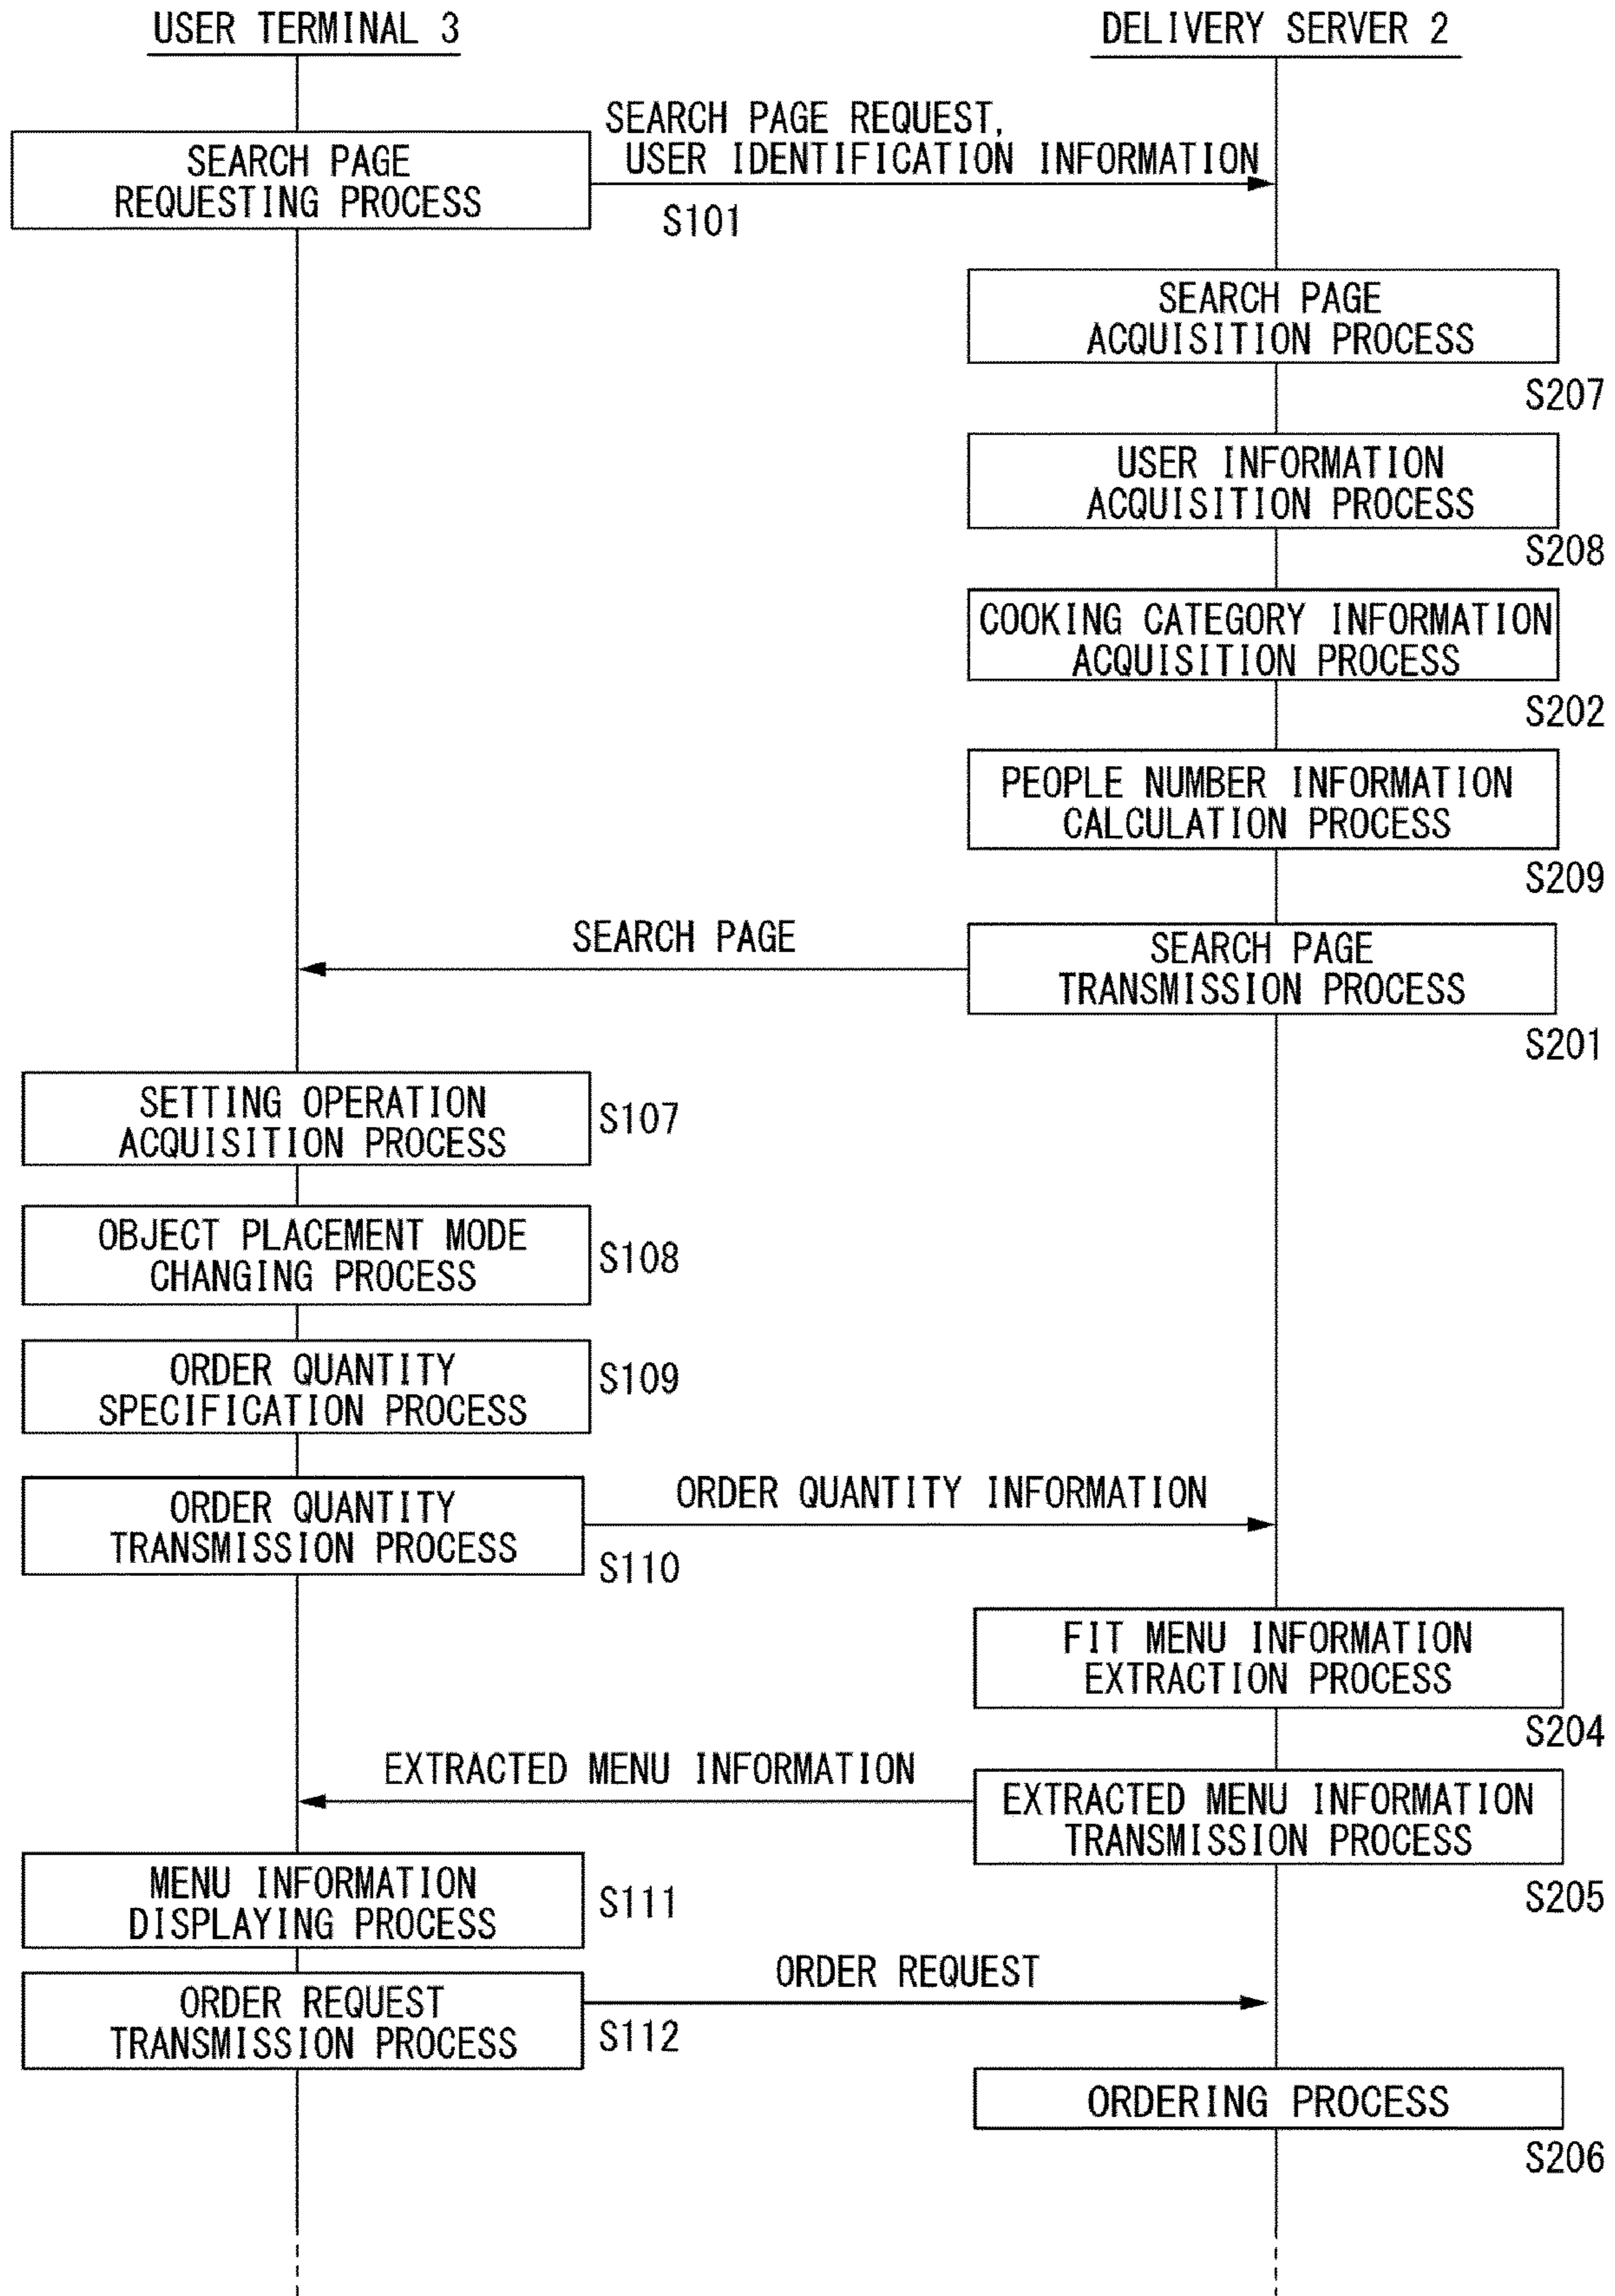 USER TERMINAL 3
DELIVERY SERVER 2
SEARCH PAGE REQUEST,
USER IDENTIFICATION INFORMATION
SEARCH PAGE
REQUESTING PROCESS
S101
SEARCH PAGE
ACQUISITION PROCESS
S207
USER INFORMATION
ACQUISITION PROCESS
S208
COOKING CATEGORY INFORMATION
ACQUISITION PROCESS
S202
PEOPLE NUMBER INFORMATION
CALCULATION PROCESS
S209
SEARCH PAGE
SEARCH PAGE
TRANSMISSION PROCESS
S201
SETTING OPERATION
ACQUISITION PROCESS
S107
OBJECT PLACEMENT MODE
CHANGING PROCESS
S108
ORDER QUANTITY
SPECIFICATION PROCESS
S109
ORDER QUANTITY
TRANSMISSION PROCESS
ORDER QUANTITY INFORMATION
S110
FIT MENU INFORMATION
EXTRACTION PROCESS
S204
EXTRACTED MENU INFORMATION
EXTRACTED MENU INFORMATION
TRANSMISSION PROCESS
S205
MENU INFORMATION
DISPLAYING PROCESS
S111
ORDER REQUEST
ORDER REQUEST
TRANSMISSION PROCESS
S112
ORDERING PROCESS
S206